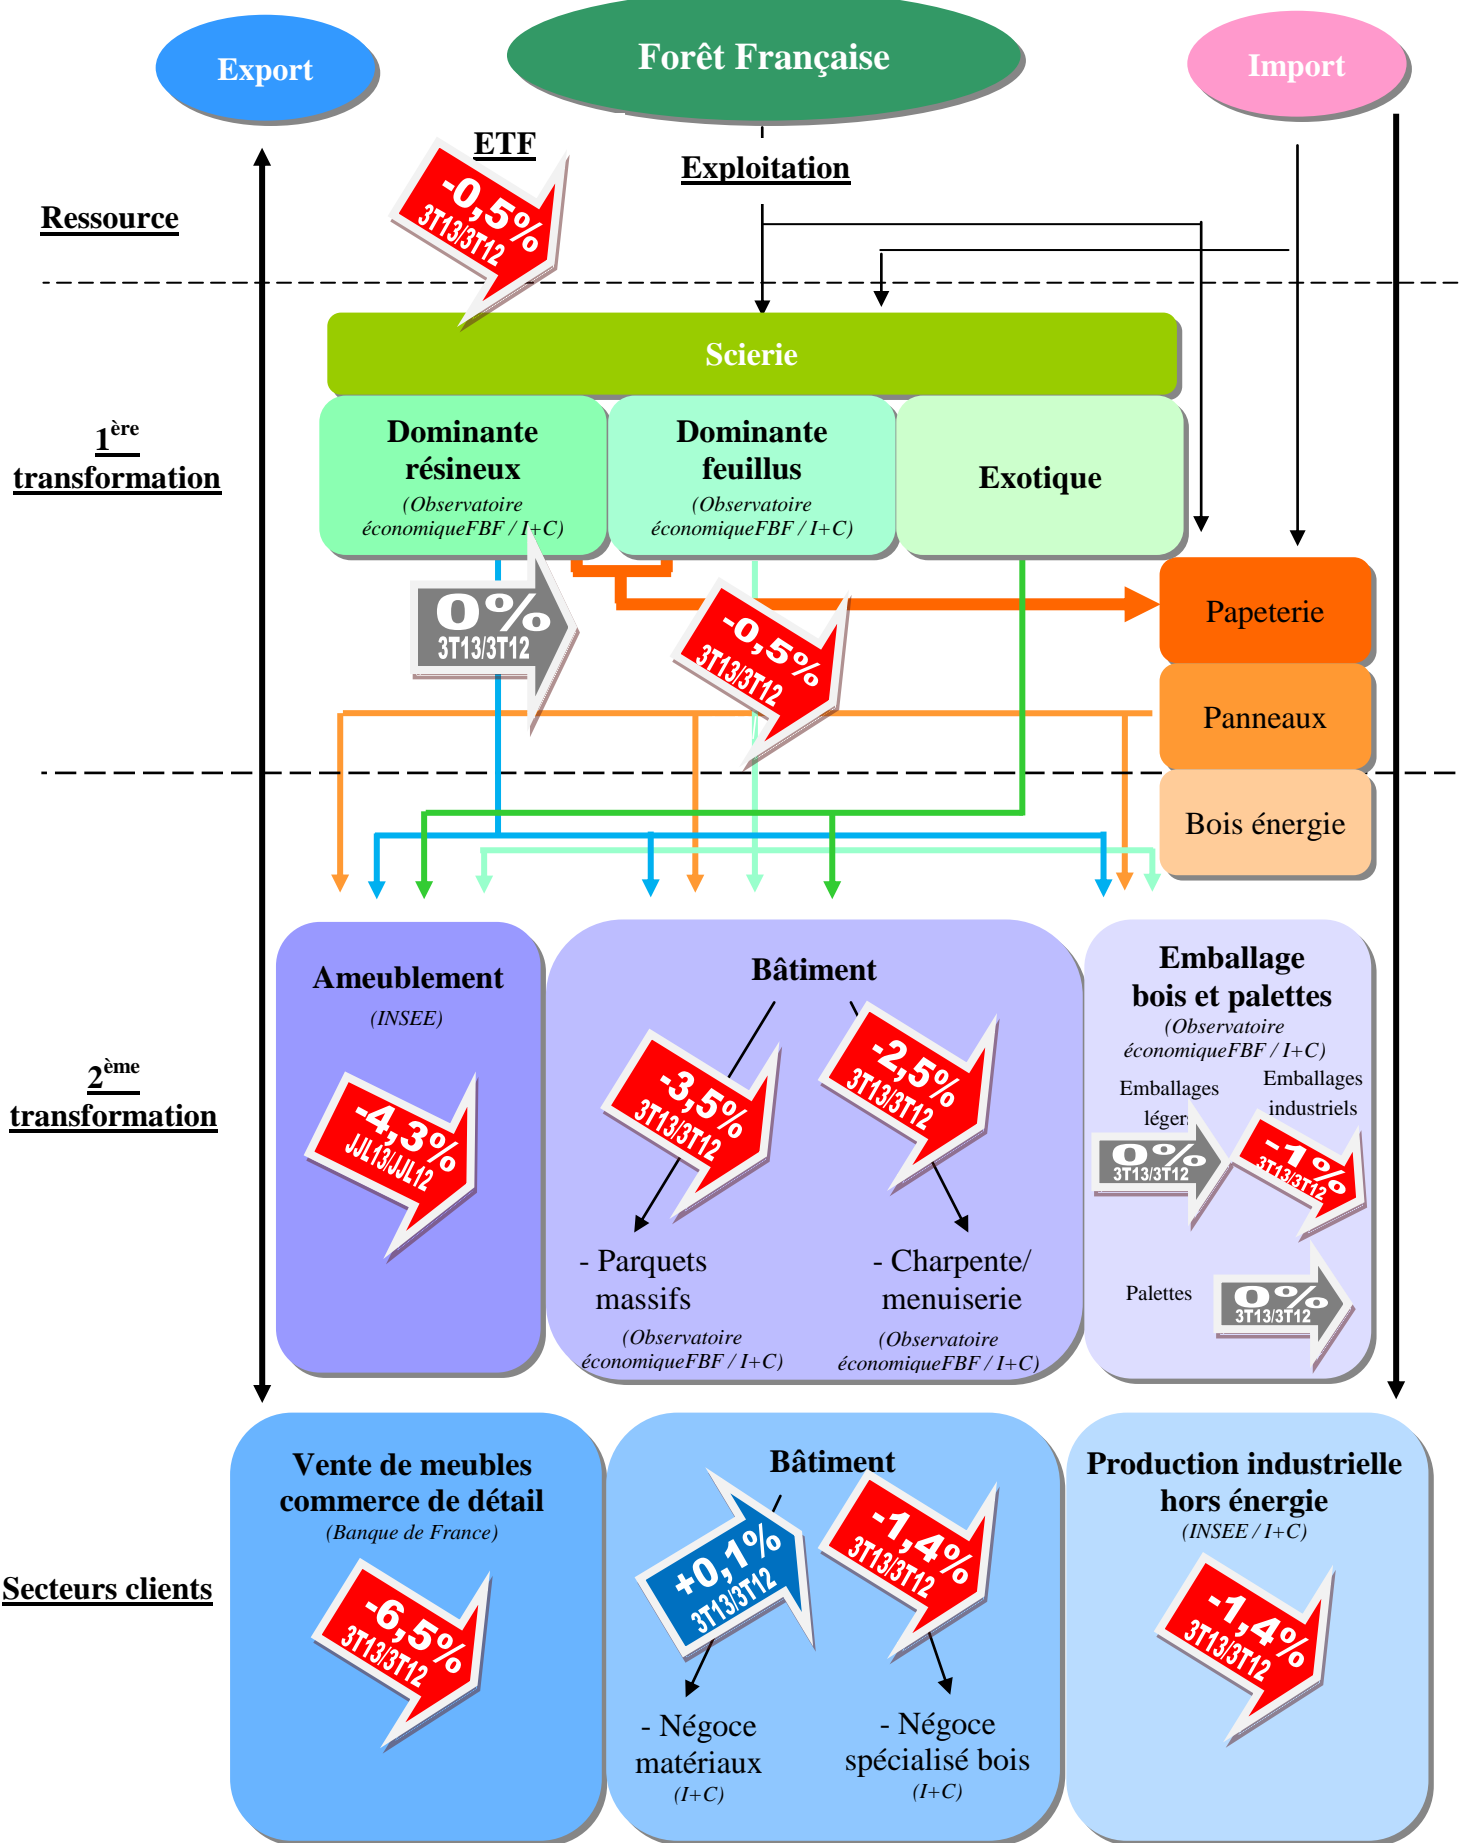 Export
Forêt Française
Import
ETF
-0,5%
3T13/3T12
Exploitation
Ressource
Scierie
1ère
transformation
Dominante
résineux
(Observatoire
économiqueFBF / I+C)
Dominante
feuillus
(Observatoire
économiqueFBF / I+C)
Exotique
0%
3T13/3T12
-0,5%
3T13/3T12
Papeterie
Panneaux
Bois énergie
2ème
transformation
Ameublement
(INSEE)
-4,3%
JJL13/JJL12
Bâtiment
-3,5%
3T13/3T12
-2,5%
3T13/3T12
- Parquets
massifs
(Observatoire
économiqueFBF / I+C)
- Charpente/
menuiserie
(Observatoire
économiqueFBF / I+C)
Emballage
bois et palettes
(Observatoire
économiqueFBF / I+C)
Emballages
légers
0%
3T13/3T12
Emballages
industriels
-1%
3T13/3T12
Palettes
0%
3T13/3T12
Secteurs clients
Vente de meubles
commerce de détail
(Banque de France)
-6,5%
3T13/3T12
Bâtiment
+0,1%
3T13/3T12
-1,4%
3T13/3T12
- Négoce
matériaux
(I+C)
- Négoce
spécialisé bois
(I+C)
Production industrielle
hors énergie
(INSEE / I+C)
-1,4%
3T13/3T12